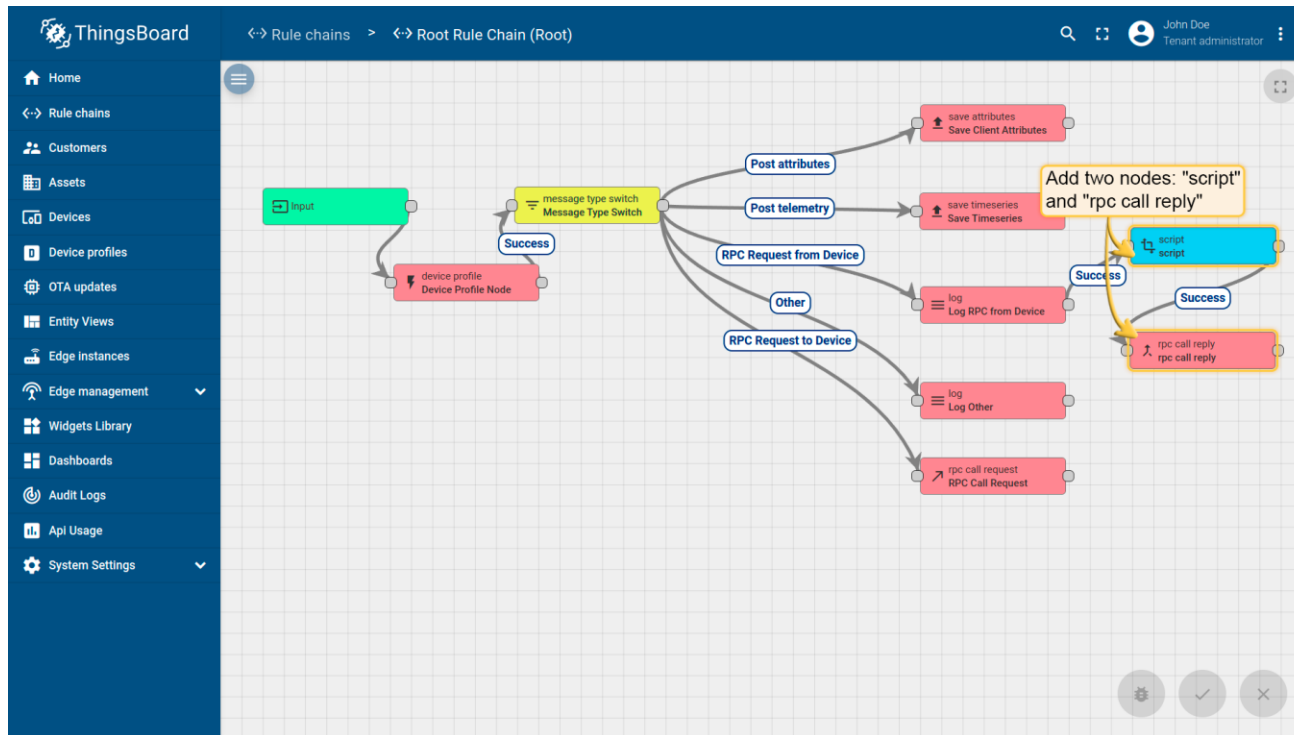 ThingsBoard
Rule chains > Root Rule Chain (Root)
John Doe
Tenant administrator
Home
Rule chains
Customers
Assets
Devices
Device profiles
OTA updates
Entity Views
Edge instances
Edge management
Widgets Library
Dashboards
Audit Logs
Api Usage
System Settings
Input
device profile
Device Profile Node
Success
message type switch
Message Type Switch
Post attributes
Post telemetry
RPC Request from Device
Other
RPC Request to Device
save attributes
Save Client Attributes
save timeseries
Save Timeseries
log
Log RPC from Device
log
Log Other
rpc call request
RPC Call Request
Add two nodes: "script"
and "rpc call reply"
Success
script
script
Success
rpc call reply
rpc call reply